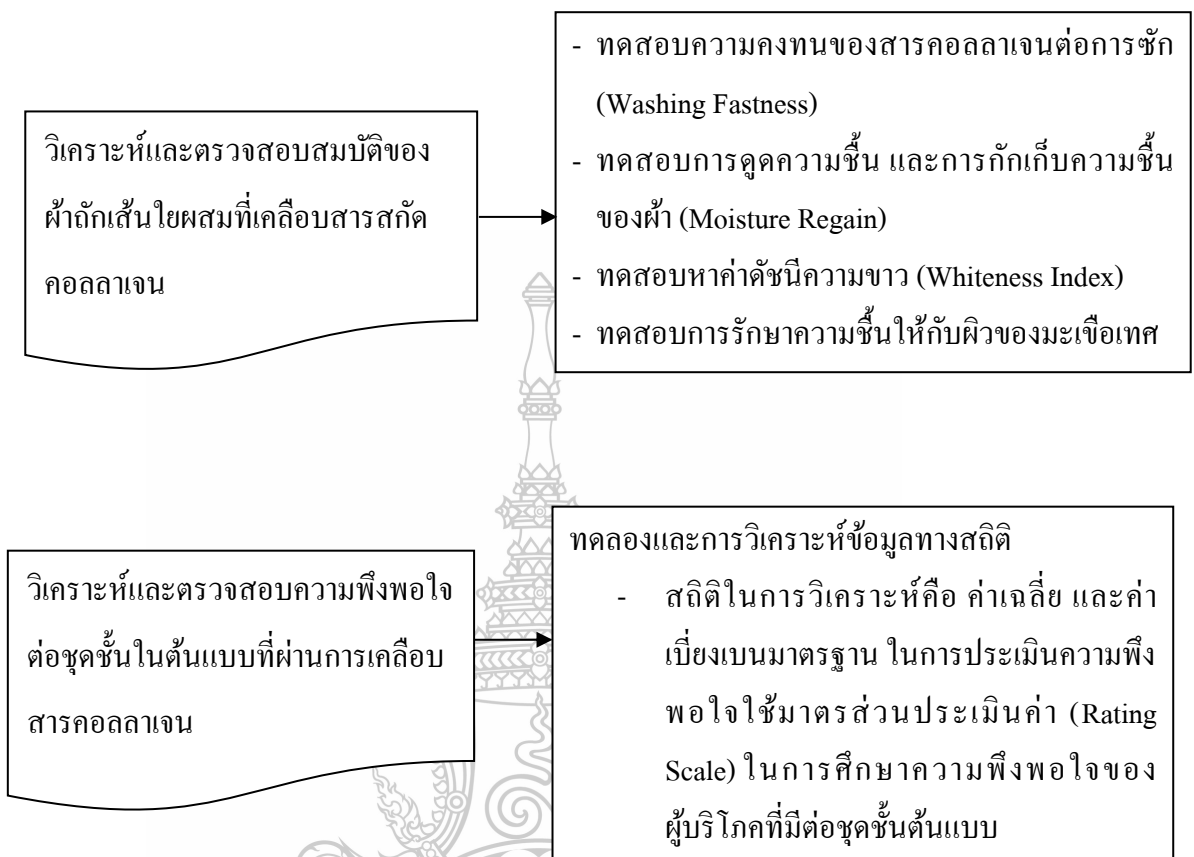 - ทดสอบความคงทนของสารคอลลาเจนต่อการซัก
(Washing Fastness)
- ทดสอบการดูดความชื้น และการกักเก็บความชื้น
ของผ้า (Moisture Regain)
- ทดสอบหาค่าดัชนีความขาว (Whiteness Index)
- ทดสอบการรักษาความชื้นให้กับผิวของมะเขือเทศ
วิเคราะห์และตรวจสอบสมบัติของ
ผ้าถักเส้นใยผสมที่เคลือบสารสกัด
คอลลาเจน
วิเคราะห์และตรวจสอบความพึงพอใจ
ต่อชุดชั้นในต้นแบบที่ผ่านการเคลือบ
สารคอลลาเจน
ทดลองและการวิเคราะห์ข้อมูลทางสถิติ
- สถิติในการวิเคราะห์คือ ค่าเฉลี่ย และค่า
เบี่ยงเบนมาตรฐาน ในการประเมินความพึง
พอใจใช้มาตรส่วนประเมินค่า (Rating
Scale) ในการศึกษาความพึงพอใจของ
ผู้บริโภคที่มีต่อชุดชั้นต้นแบบ